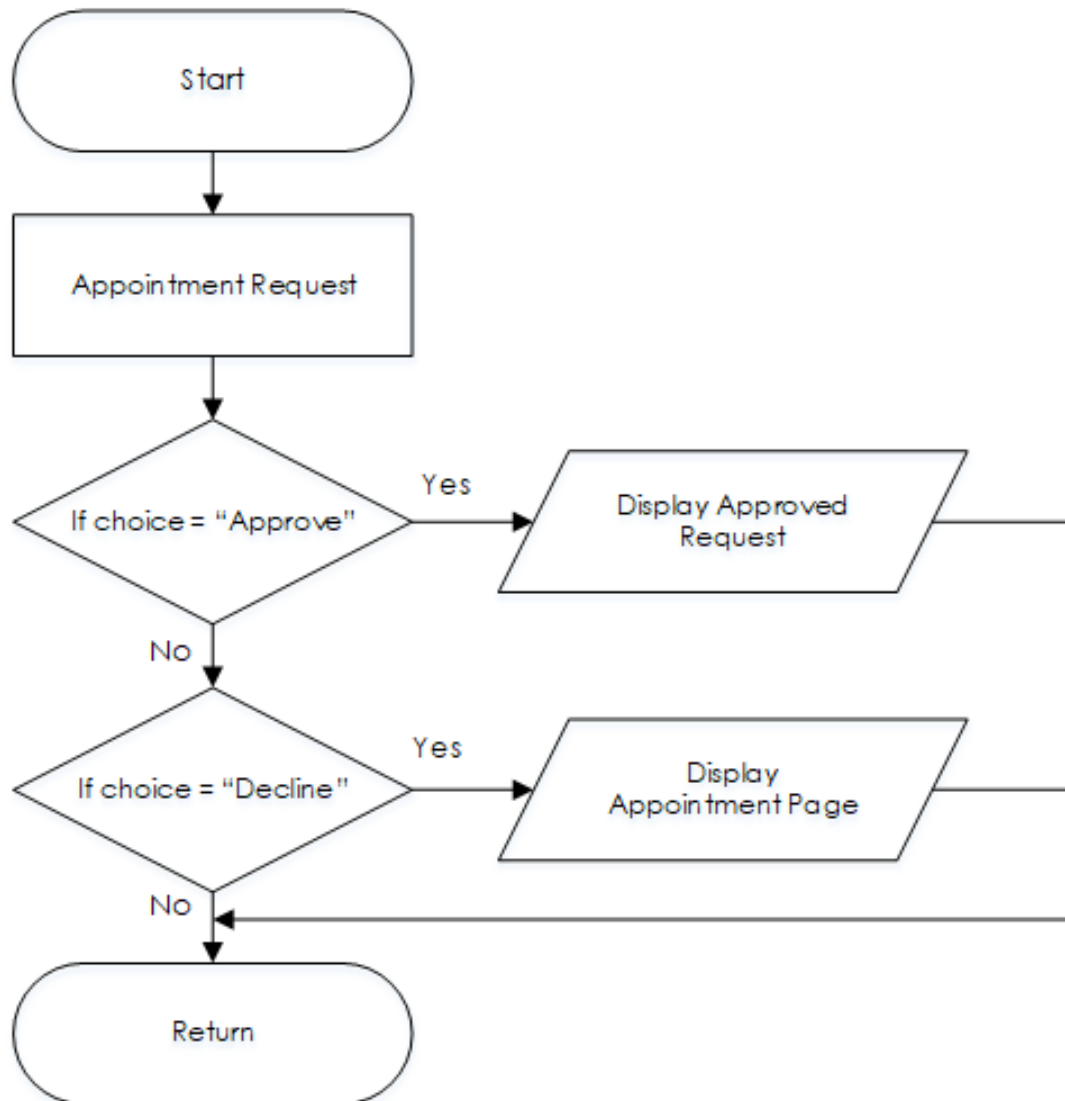 Start
Appointment Request
If choice = “Approve”
Yes
Display Approved
Request
No
If choice = “Decline”
Yes
Display
Appointment Page
No
Return